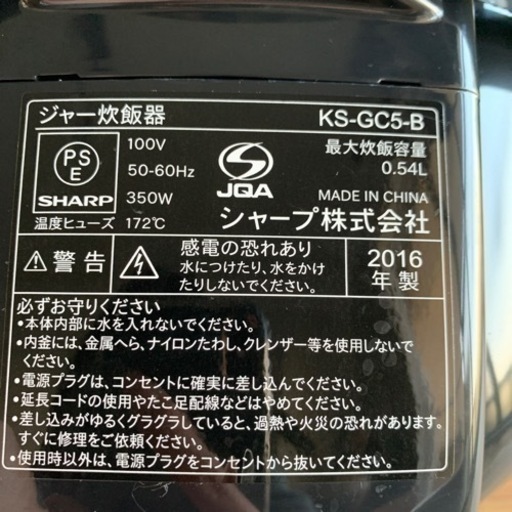 ジャー炊飯器 KS-GC5-B
PSE
SHARP
100V
50-60Hz
350W
温度ヒューズ 172℃
JQA
最大炊飯容量
0.54L
MADE IN CHINA
シャープ株式会社
警告
感電の恐れあり
水につけたり、水をかけ
たりしないでください。
2016
年製
必ずお守りください
•本体内部に水を入れないでください。
•内釜には、金属へら、ナイロンたわし、クレンザー等を使用しない
でください。
•電源プラグは、コンセントに確実に差し込んでください。
•延長コードの使用やたこ足配線などはやめてください。
•差し込みがゆるくグラグラしていると、過熱や火災の恐れがあります。
すぐに修理をご依頼ください。
•使用時以外は、電源プラグをコンセントから抜いてください。